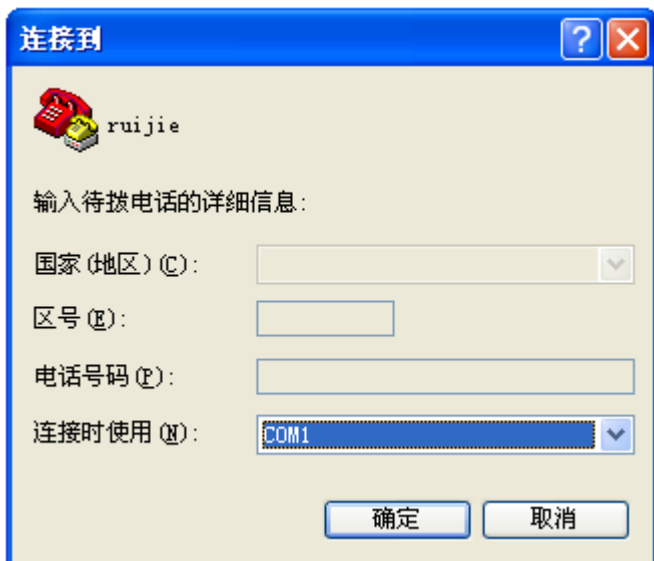 连接到
ruijie
输入待拨电话的详细信息:
国家(地区)(C):
区号(E):
电话号码(P):
连接时使用(N): COM1
确定 取消